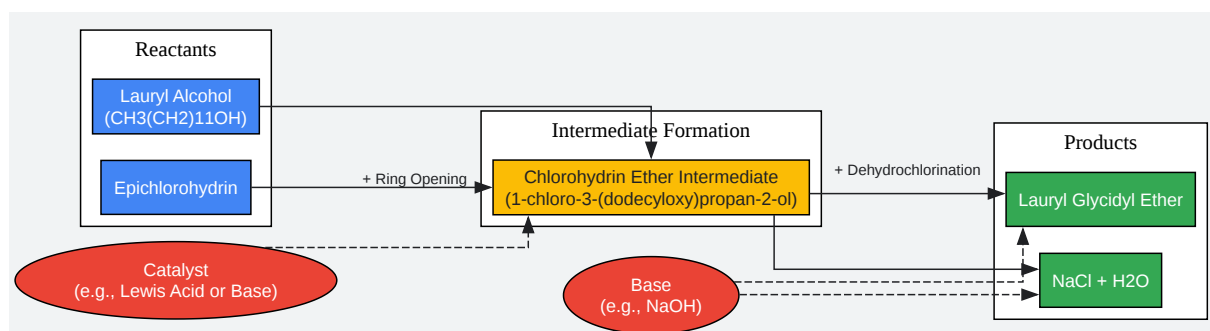 Reactants
Lauryl Alcohol
(CH3(CH2)11OH)
Epichlorohydrin
+ Ring Opening
Catalyst
(e.g., Lewis Acid or Base)
Intermediate Formation
Chlorohydrin Ether Intermediate
(1-chloro-3-(dodecyloxy)propan-2-ol)
+ Dehydrochlorination
Base
(e.g., NaOH)
Products
Lauryl Glycidyl Ether
NaCl + H2O